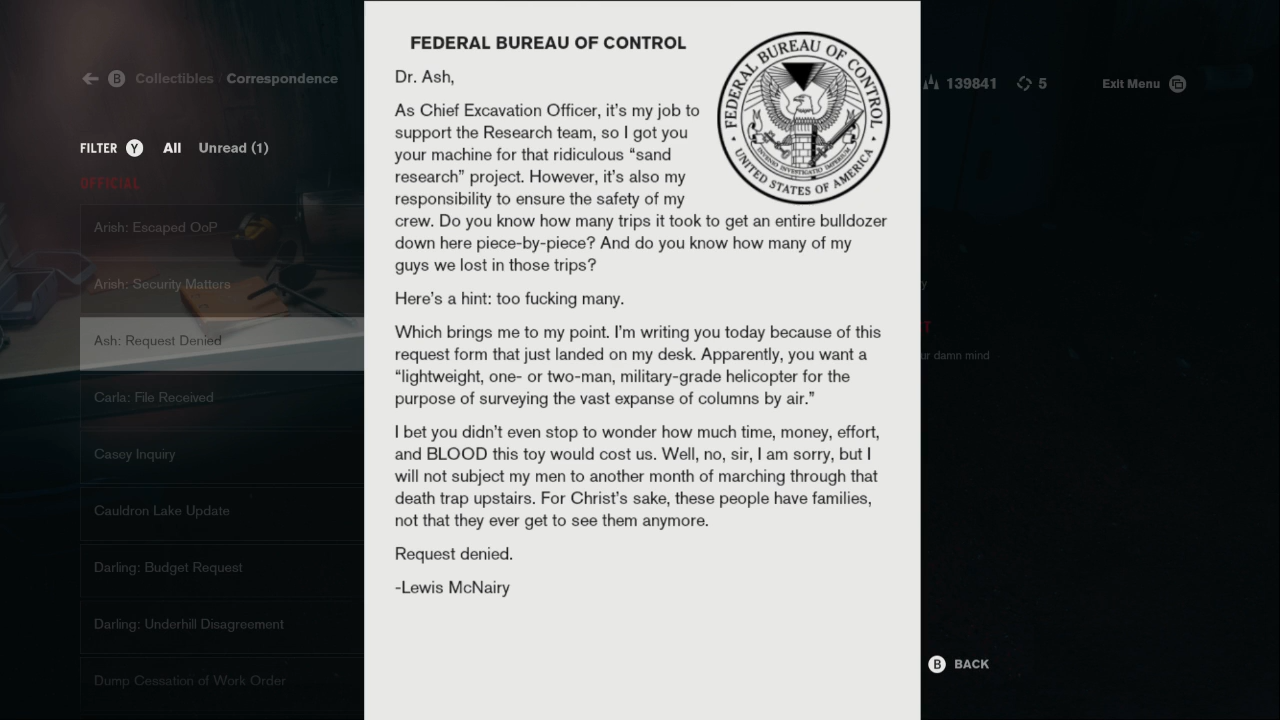 FEDERAL BUREAU OF CONTROL
FEDERAL BUREAU OF CONTROL
INVENIO INVESTIGATIO IMPERIUM
• UNITED STATES OF AMERICA •
Dr. Ash,
As Chief Excavation Officer, it’s my job to
support the Research team, so I got you
your machine for that ridiculous “sand
research” project. However, it’s also my
responsibility to ensure the safety of my
crew. Do you know how many trips it took to get an entire bulldozer
down here piece-by-piece? And do you know how many of my
guys we lost in those trips?
Here’s a hint: too fucking many.
Which brings me to my point. I’m writing you today because of this
request form that just landed on my desk. Apparently, you want a
“lightweight, one- or two-man, military-grade helicopter for the
purpose of surveying the vast expanse of columns by air.”
I bet you didn’t even stop to wonder how much time, money, effort,
and BLOOD this toy would cost us. Well, no, sir, I am sorry, but I
will not subject my men to another month of marching through that
death trap upstairs. For Christ’s sake, these people have families,
not that they ever get to see them anymore.
Request denied.
-Lewis McNairy
B Collectibles / Correspondence
139841 5 Exit Menu
FILTER Y All Unread (1)
OFFICIAL
Arish: Escaped OoP
Arish: Security Matters
Ash: Request Denied
Carla: File Received
Casey Inquiry
Cauldron Lake Update
Darling: Budget Request
Darling: Underhill Disagreement
Dump Cessation of Work Order
damn mind
B BACK